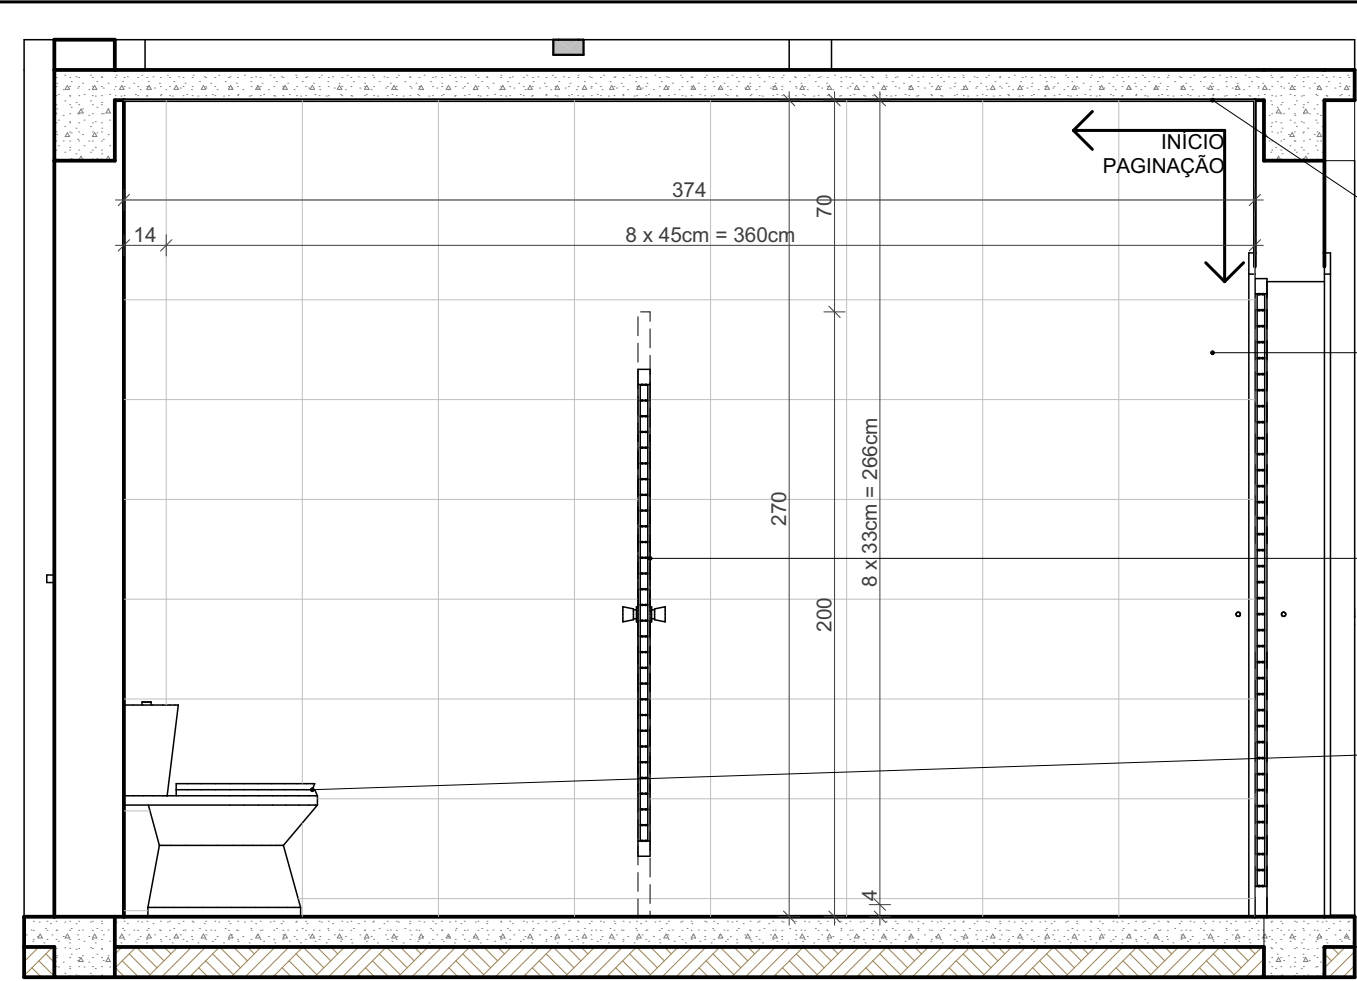 INÍCIO
PAGINAÇÃO
374
70
14
8 x 45cm = 360cm
270
8 x 33cm = 266cm
200
4